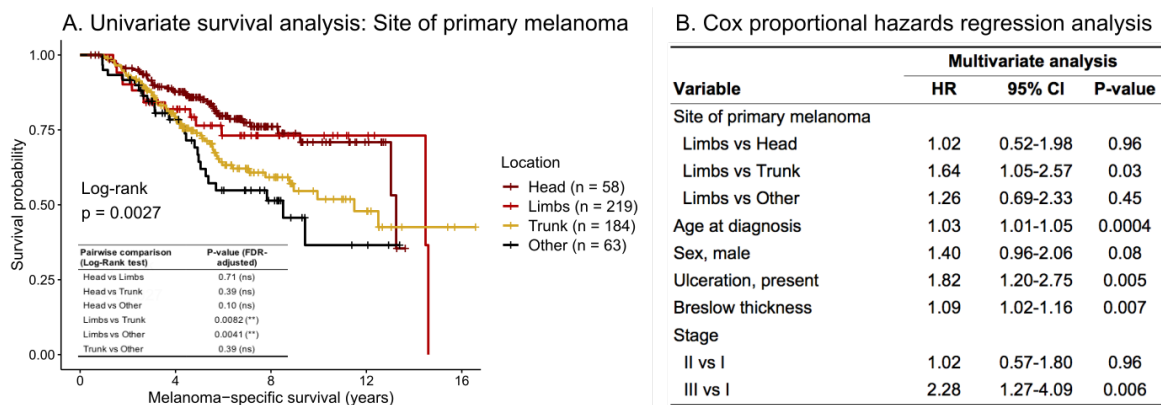 A. Univariate survival analysis: Site of primary melanoma
1.00
0.75
0.50
0.25
0.00
Survival probability
Log-rank
p = 0.0027
Pairwise comparison (Log-Rank test) P-value (FDR-adjusted)
Head vs Limbs 0.71 (ns)
Head vs Trunk 0.39 (ns)
Head vs Other 0.10 (ns)
Limbs vs Trunk 0.0082 (**)
Limbs vs Other 0.0041 (**)
Trunk vs Other 0.39 (ns)
0 4 8 12 16
Melanoma−specific survival (years)
Location
Head (n = 58)
Limbs (n = 219)
Trunk (n = 184)
Other (n = 63)
B. Cox proportional hazards regression analysis
Multivariate analysis
Variable HR 95% CI P-value
Site of primary melanoma
Limbs vs Head 1.02 0.52-1.98 0.96
Limbs vs Trunk 1.64 1.05-2.57 0.03
Limbs vs Other 1.26 0.69-2.33 0.45
Age at diagnosis 1.03 1.01-1.05 0.0004
Sex, male 1.40 0.96-2.06 0.08
Ulceration, present 1.82 1.20-2.75 0.005
Breslow thickness 1.09 1.02-1.16 0.007
Stage
II vs I 1.02 0.57-1.80 0.96
III vs I 2.28 1.27-4.09 0.006